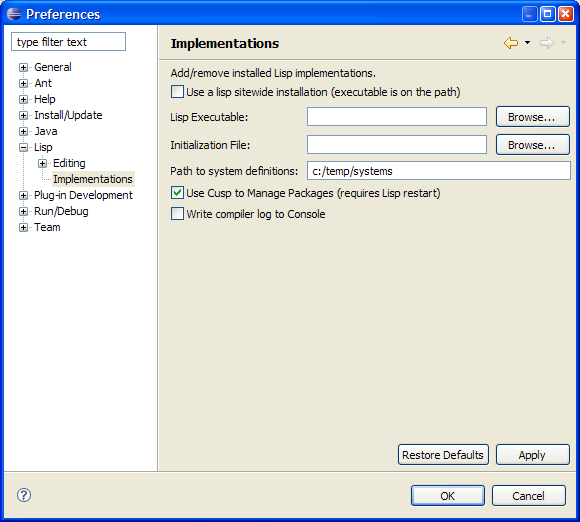 Preferences
type filter text
General
Ant
Help
Install/Update
Java
Lisp
Editing
Implementations
Plug-in Development
Run/Debug
Team
Implementations
Add/remove installed Lisp implementations.
Use a lisp sitewide installation (executable is on the path)
Lisp Executable: Browse...
Initialization File: Browse...
Path to system definitions: c:/temp/systems
Use Cusp to Manage Packages (requires Lisp restart)
Write compiler log to Console
Restore Defaults Apply
? OK Cancel